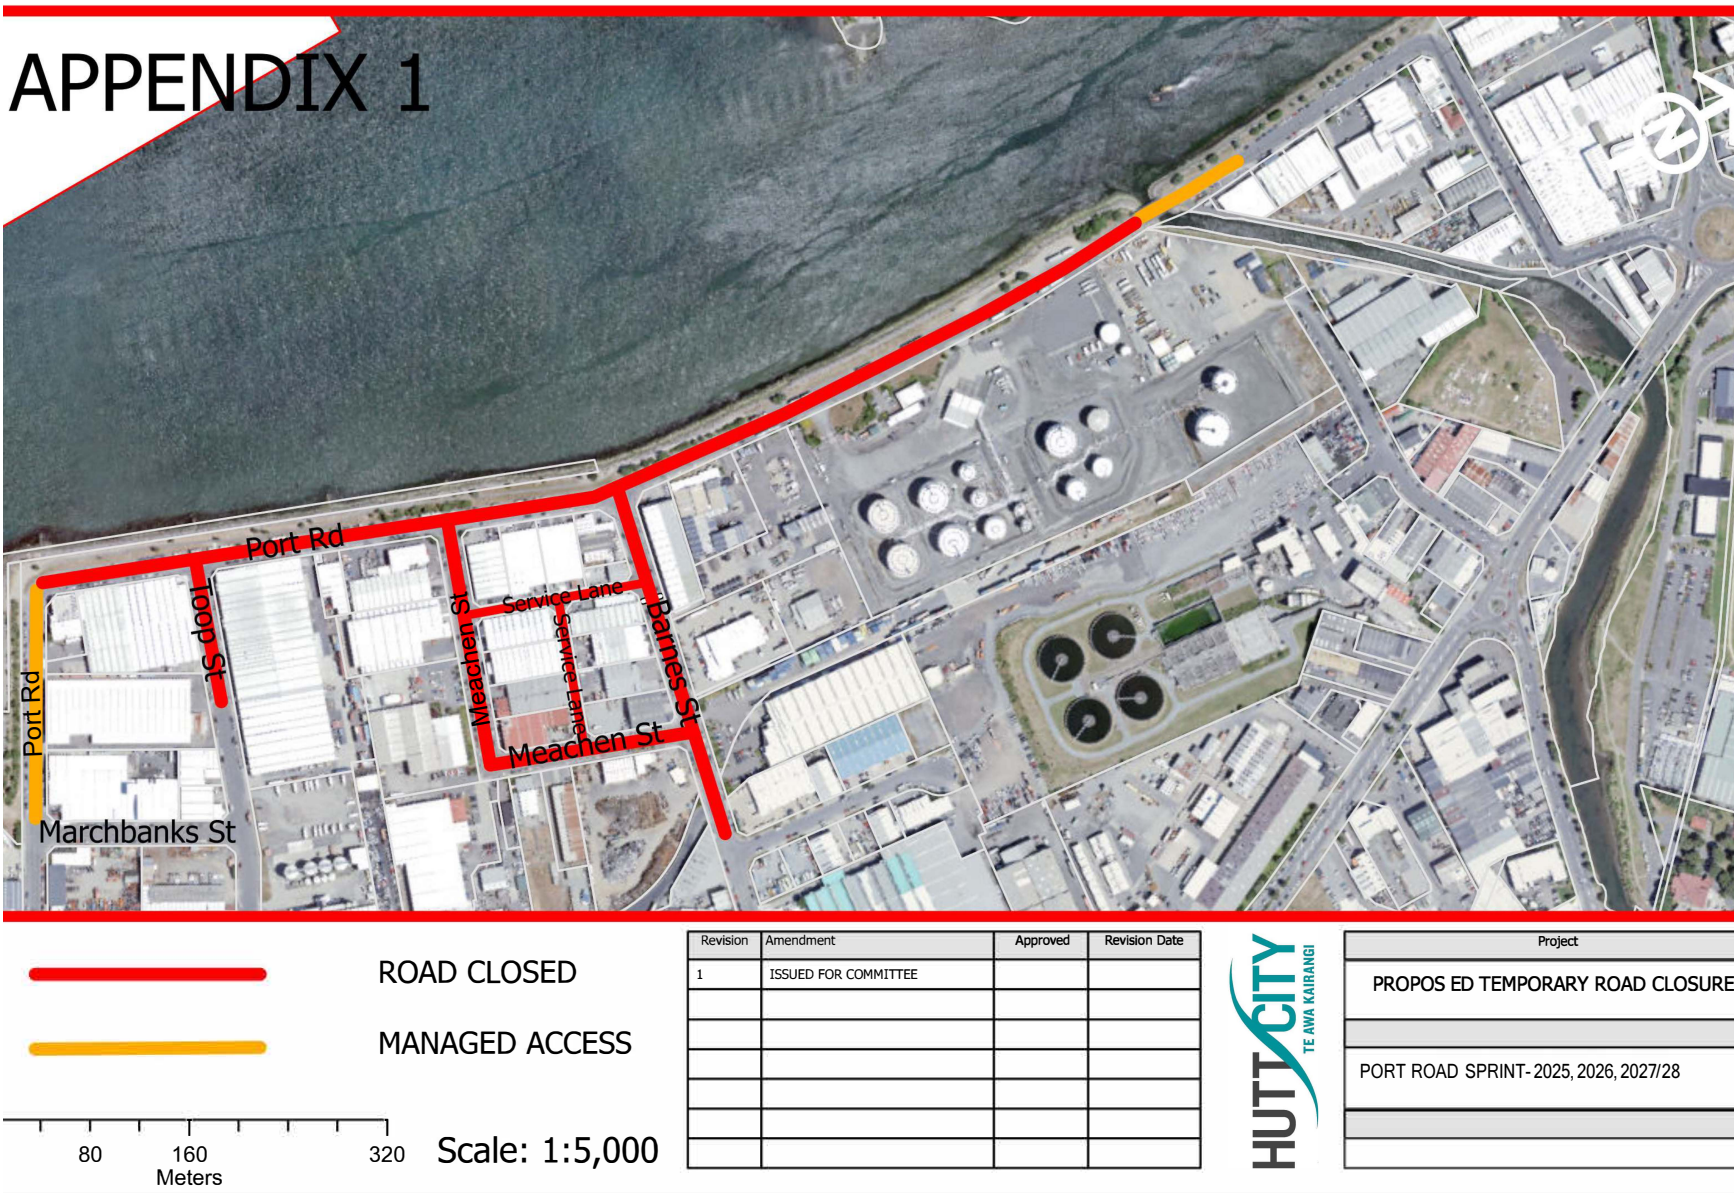 APPENDIX 1
N
Port Rd
Toop St
Meachen St
Service Lane
Service Lane
Barnes St
Port Rd
Meachen St
Marchbanks St
ROAD CLOSED
MANAGED ACCESS
80 160 320
Meters
Scale: 1:5,000
Revision Amendment Approved Revision Date
1 ISSUED FOR COMMITTEE
HUTT CITY
TE AWA KAIRANGI
Project
PROPOS ED TEMPORARY ROAD CLOSURE
PORT ROAD SPRINT- 2025, 2026, 2027/28